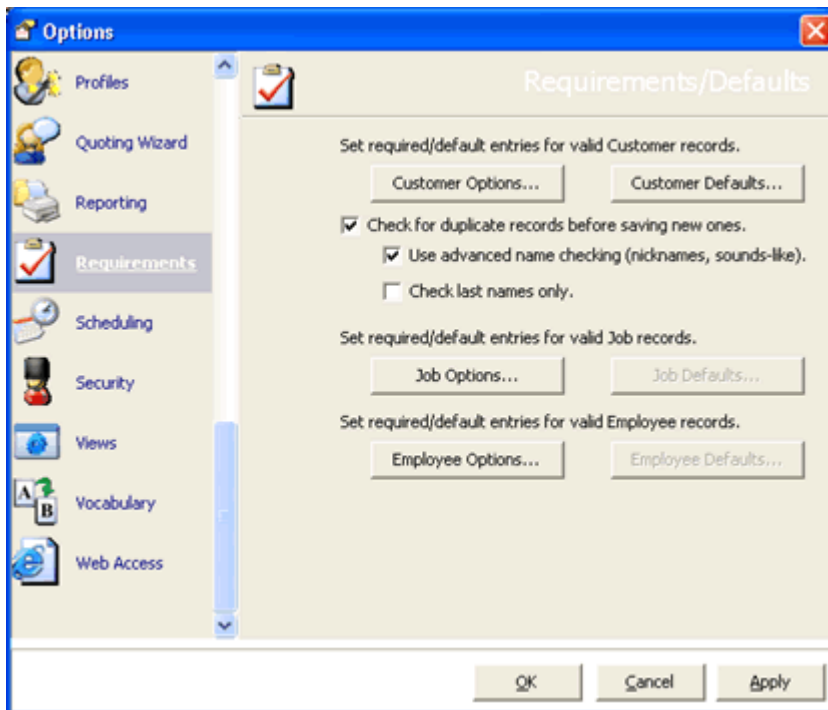 Options
Profiles
Quoting Wizard
Reporting
Requirements
Scheduling
Security
Views
Vocabulary
Web Access
Requirements/Defaults
Set required/default entries for valid Customer records.
Customer Options... Customer Defaults...
Check for duplicate records before saving new ones.
Use advanced name checking (nicknames, sounds-like).
Check last names only.
Set required/default entries for valid Job records.
Job Options... Job Defaults...
Set required/default entries for valid Employee records.
Employee Options... Employee Defaults...
OK Cancel Apply
A
B